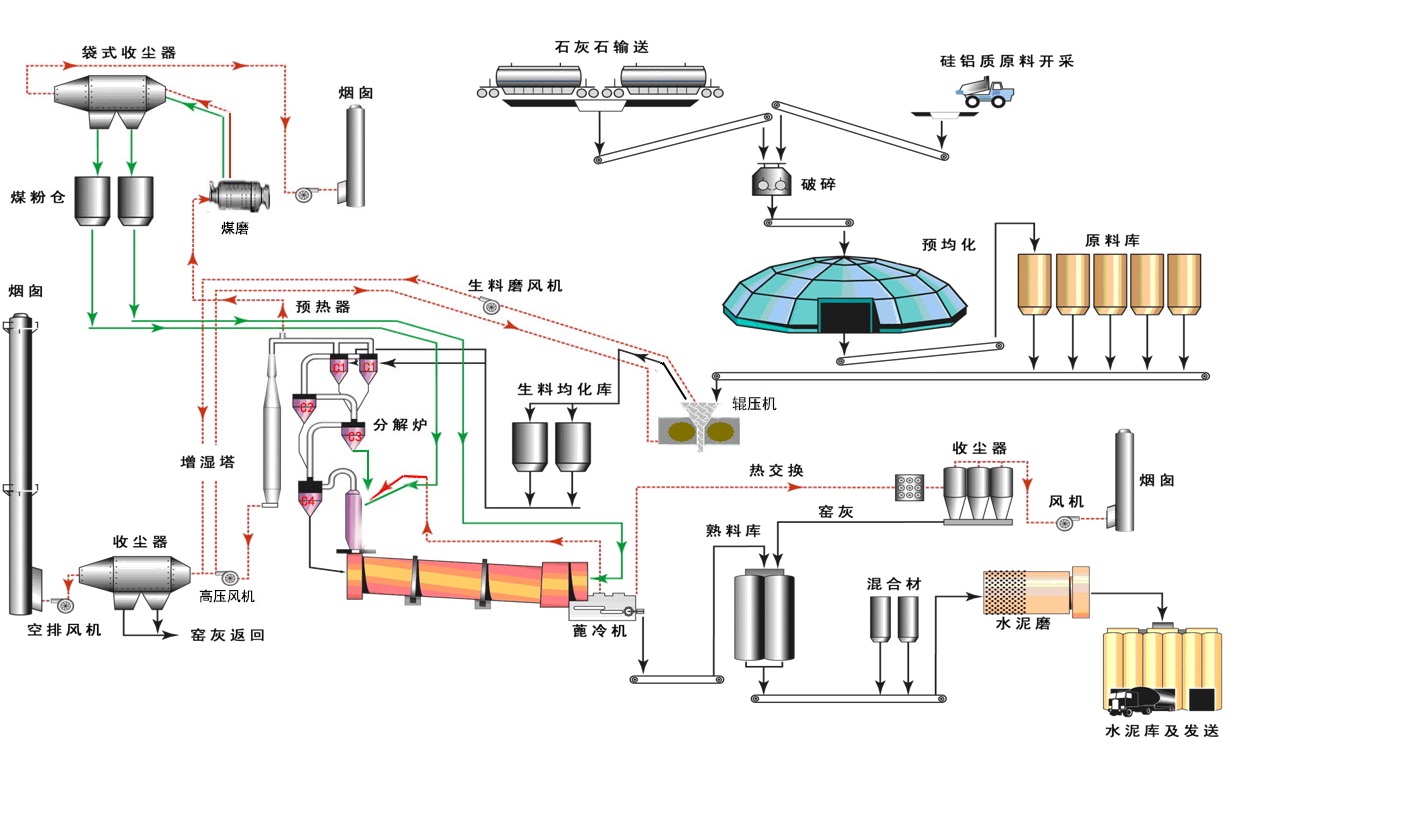 石灰石输送
袋式收尘器
硅铝质原料开采
烟囱
破碎
煤粉仓
煤磨
预均化
原料库
烟囱
生料磨风机
预热器
C1
C1
生料均化库
辊压机
C2
分解炉
C3
收尘器
增湿塔
热交换
烟囱
C4
风机
窑灰
熟料库
收尘器
混合材
高压风机
水泥磨
空排风机
窑灰返回
蓖冷机
水泥库及发送